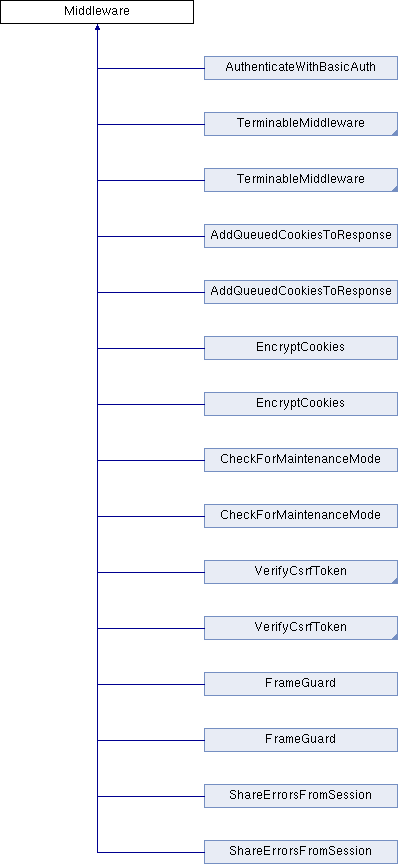 Middleware
AuthenticateWithBasicAuth
TerminableMiddleware
TerminableMiddleware
AddQueuedCookiesToResponse
AddQueuedCookiesToResponse
EncryptCookies
EncryptCookies
CheckForMaintenanceMode
CheckForMaintenanceMode
VerifyCsrfToken
VerifyCsrfToken
FrameGuard
FrameGuard
ShareErrorsFromSession
ShareErrorsFromSession